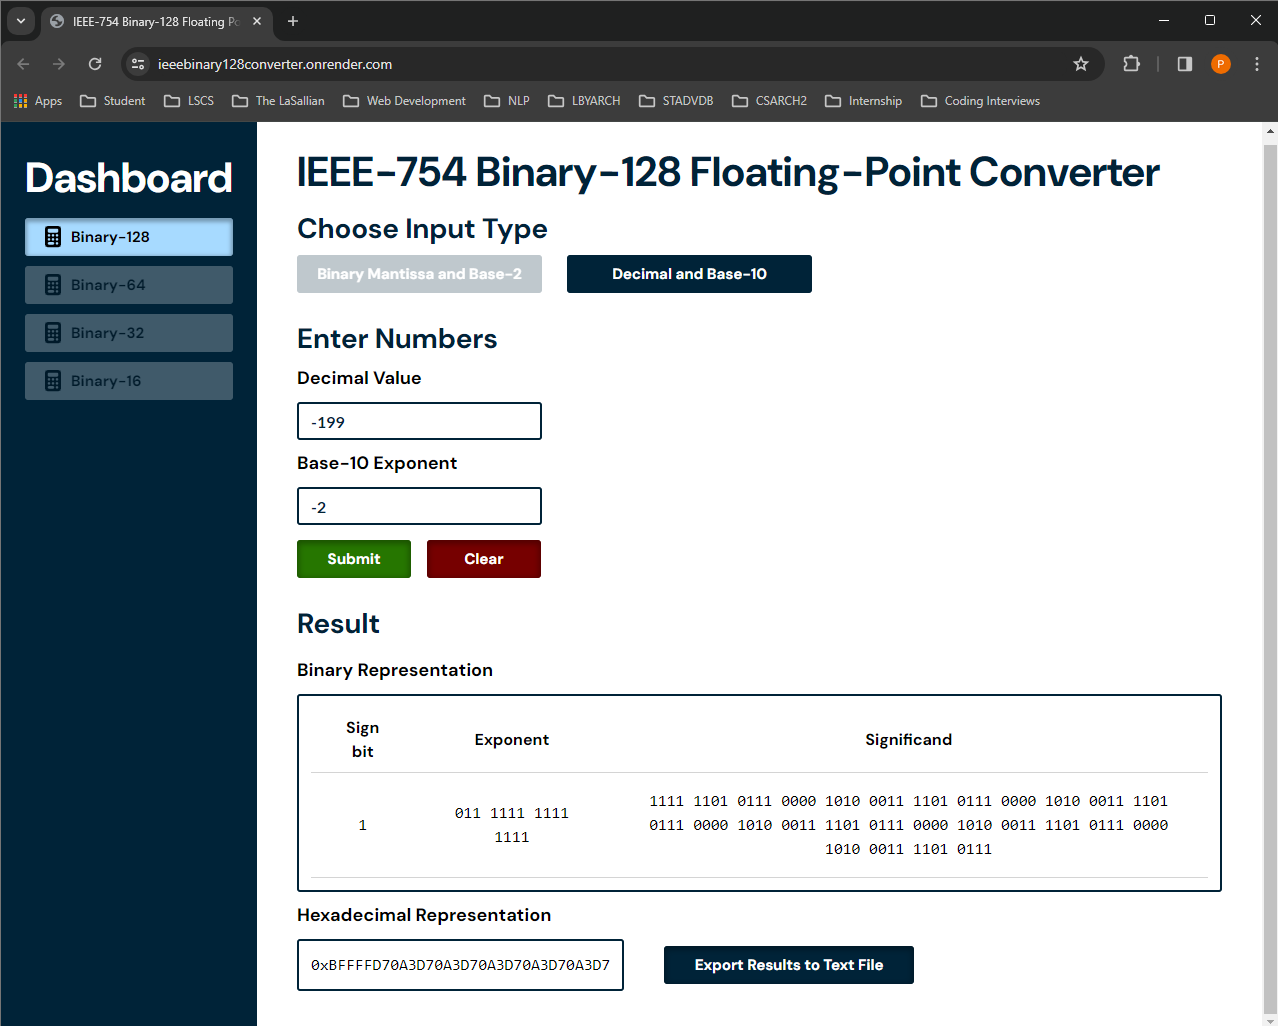 IEEE-754 Binary-128 Floating Po
ieeebinary128converter.onrender.com
P
Apps Student LSCS The LaSallian Web Development NLP LBYARCH STADVDB CSARCH2 Internship Coding Interviews
Dashboard
Binary-128
Binary-64
Binary-32
Binary-16
IEEE-754 Binary-128 Floating-Point Converter
Choose Input Type
Binary Mantissa and Base-2 Decimal and Base-10
Enter Numbers
Decimal Value
-199
Base-10 Exponent
-2
Submit Clear
Result
Binary Representation
Sign
bit
Exponent
Significand
1
011 1111 1111
1111
1111 1101 0111 0000 1010 0011 1101 0111 0000 1010 0011 1101
0111 0000 1010 0011 1101 0111 0000 1010 0011 1101 0111 0000
1010 0011 1101 0111
Hexadecimal Representation
0xBFFFFD70A3D70A3D70A3D70A3D70A3D7
Export Results to Text File